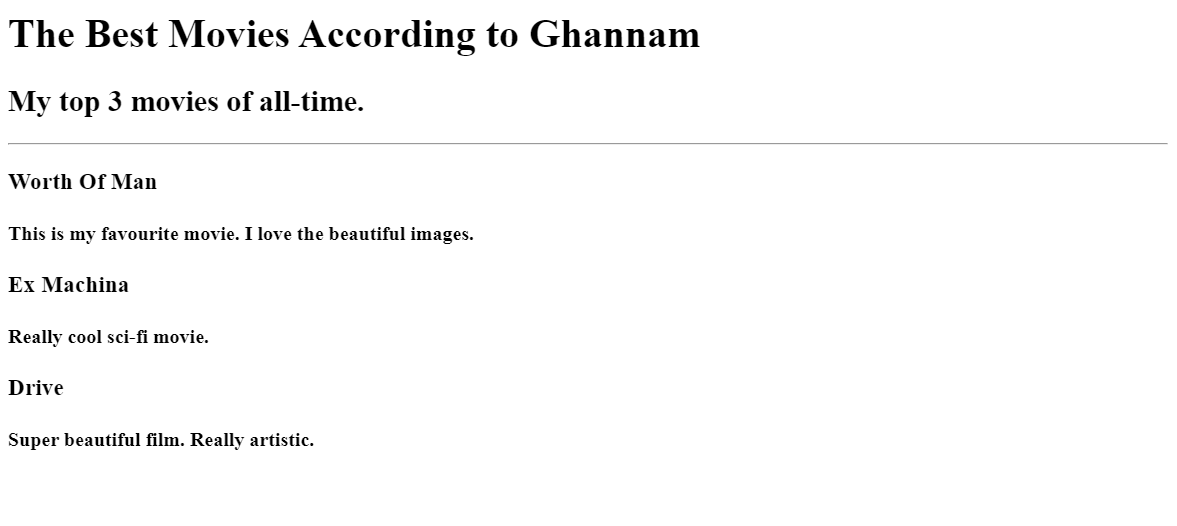 The Best Movies According to Ghannam
My top 3 movies of all-time.
Worth Of Man
This is my favourite movie. I love the beautiful images.
Ex Machina
Really cool sci-fi movie.
Drive
Super beautiful film. Really artistic.